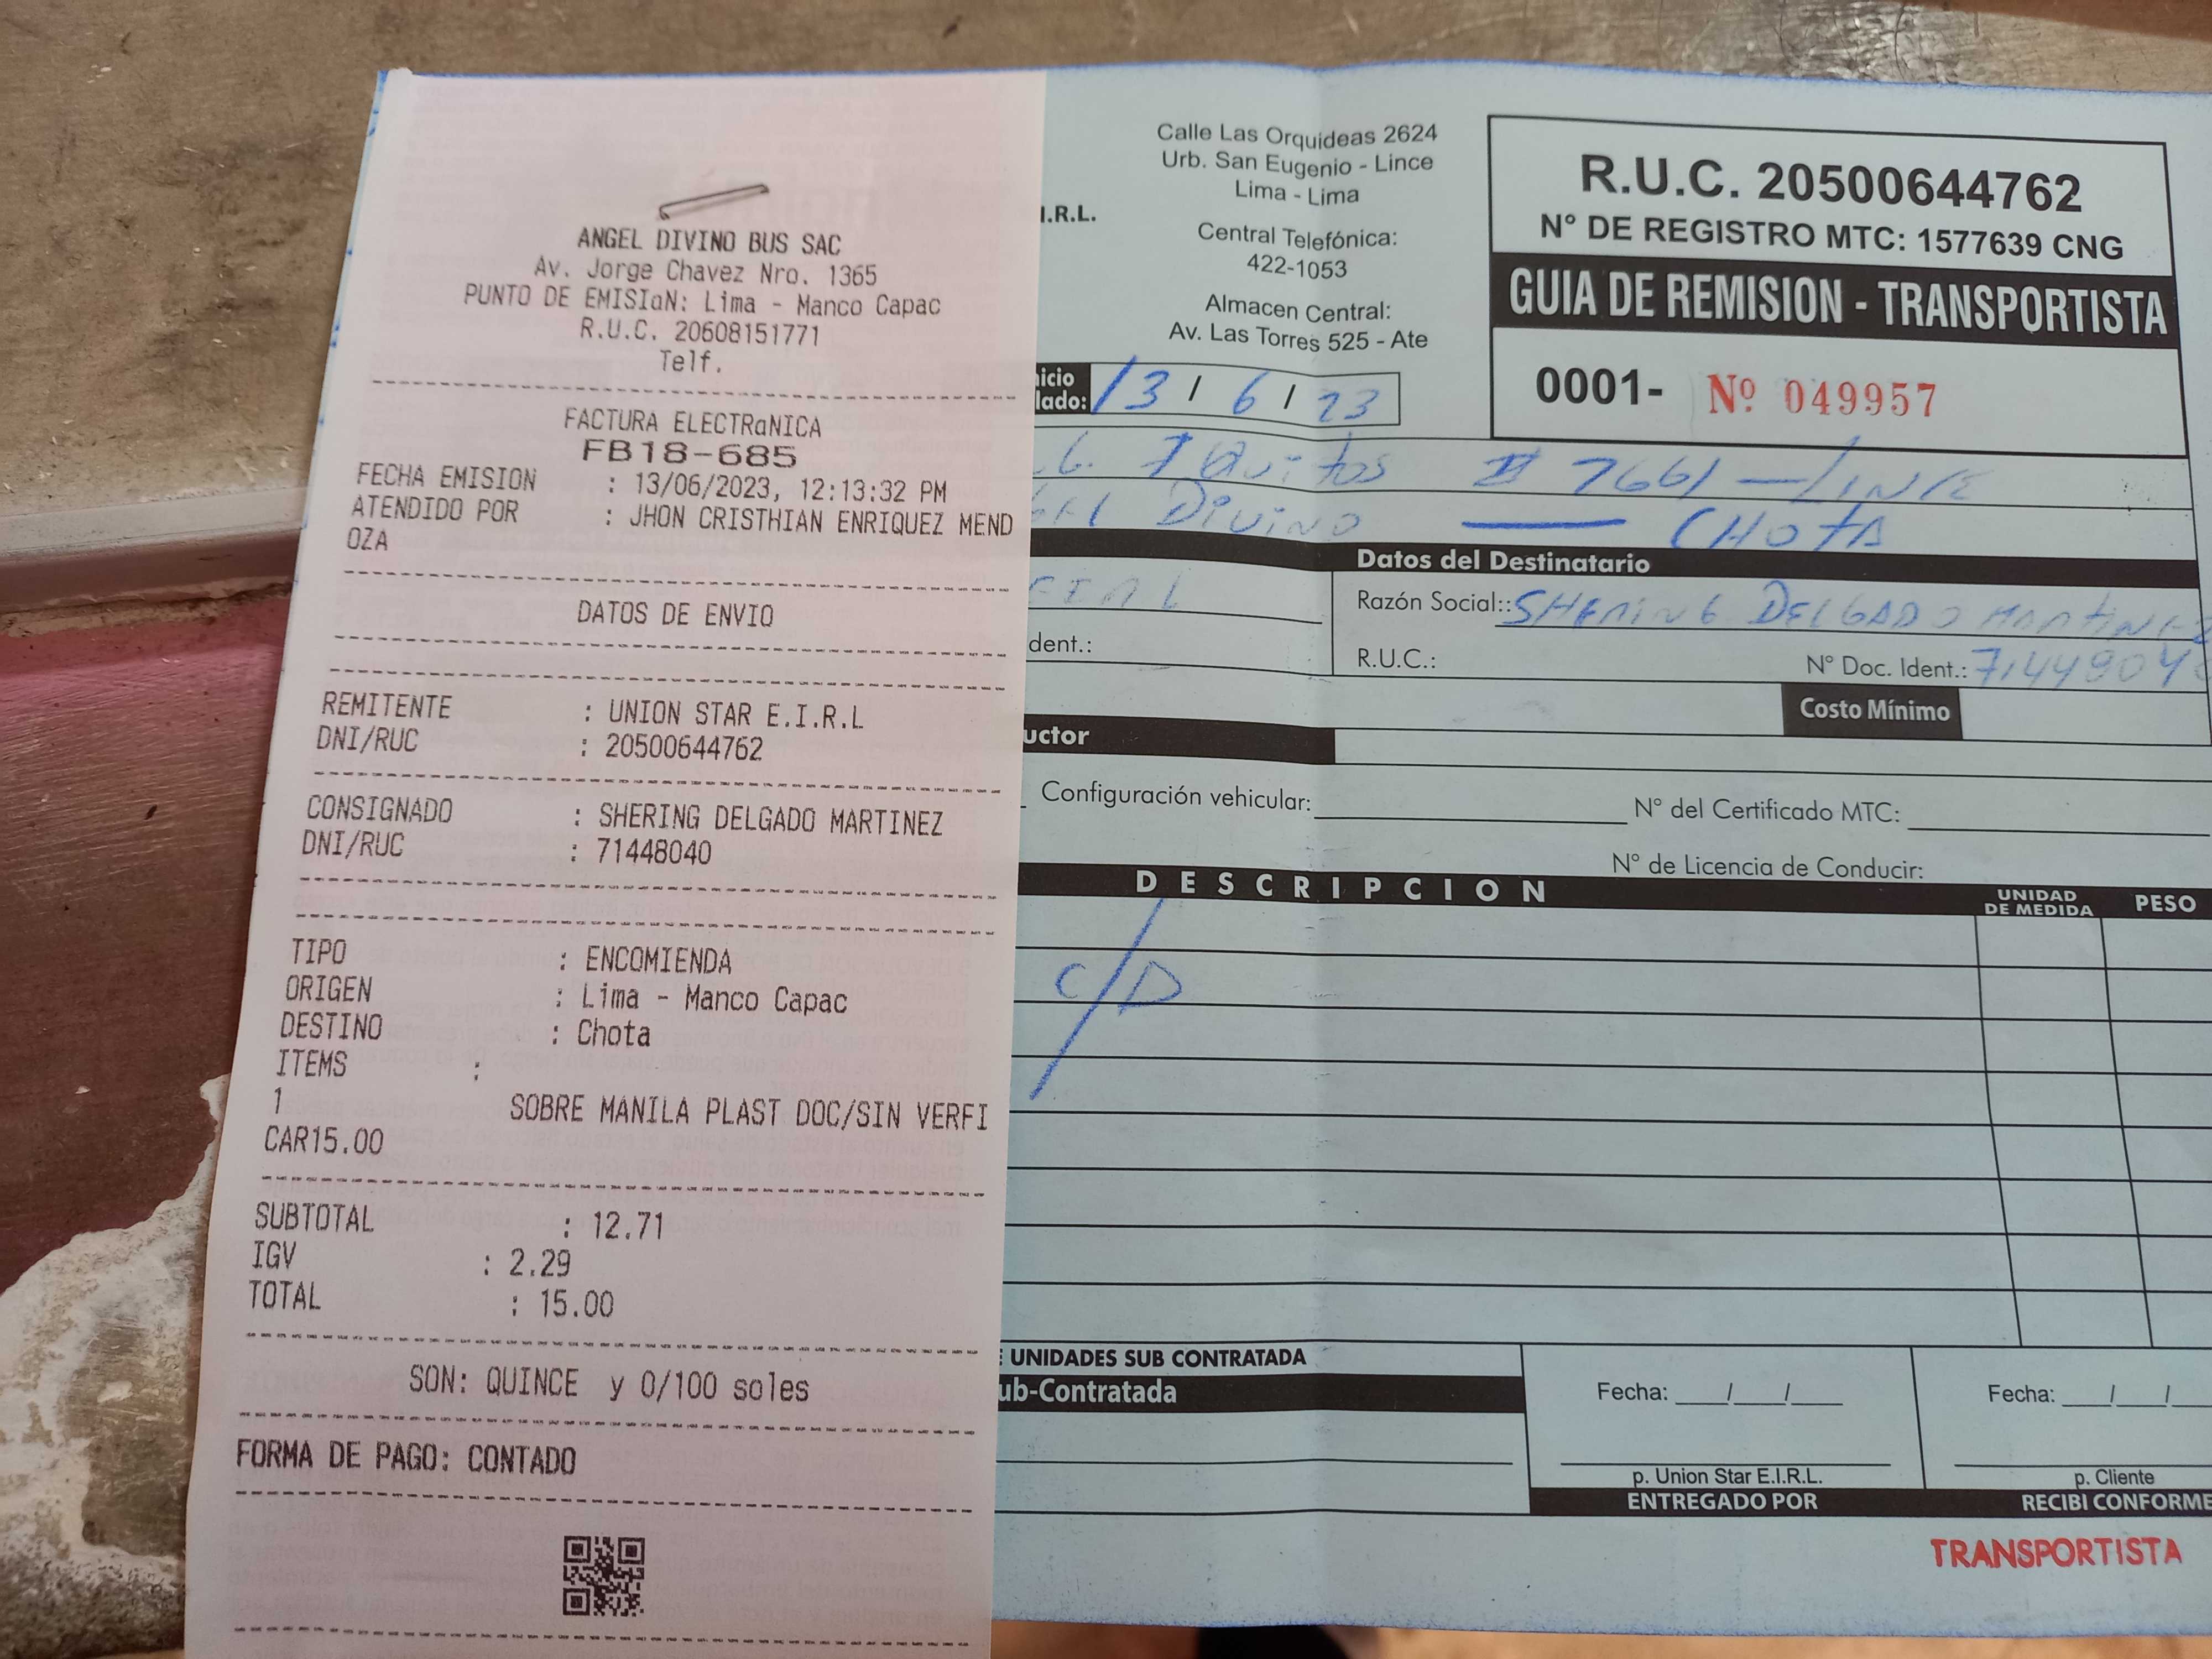 ANGEL DIVINO BUS SAC
Av. Jorge Chavez Nro. 1365
PUNTO DE EMISIaN: Lima - Manco Capac
R.U.C. 20608151771
Telf.
FACTURA ELECTRaNICA
FB18-685
FECHA EMISION : 13/06/2023, 12:13:32 PM
ATENDIDO POR : JHON CRISTHIAN ENRIQUEZ MEND
OZA
DATOS DE ENVIO
REMITENTE : UNION STAR E.I.R.L
DNI/RUC : 20500644762
CONSIGNADO : SHERING DELGADO MARTINEZ
DNI/RUC : 71448040
TIPO : ENCOMIENDA
ORIGEN : Lima - Manco Capac
DESTINO : Chota
ITEMS :
1 SOBRE MANILA PLAST DOC/SIN VERFI
CAR15.00
SUBTOTAL : 12.71
IGV : 2.29
TOTAL : 15.00
SON: QUINCE y 0/100 soles
FORMA DE PAGO: CONTADO
I.R.L.
Calle Las Orquideas 2624
Urb. San Eugenio - Lince
Lima - Lima
Central Telefónica:
422-1053
Almacen Central:
Av. Las Torres 525 - Ate
R.U.C. 20500644762
N° DE REGISTRO MTC: 1577639 CNG
GUIA DE REMISION - TRANSPORTISTA
0001- Nº 049957
icio
lado: 13 / 6 / 23
IQuitos
DiViNO — CHOTA
Datos del Destinatario
Razón Social:: SHERING DELGADO MARTINEZ
dent.:
R.U.C.: N° Doc. Ident.:
Costo Mínimo
uctor
Configuración vehicular: N° del Certificado MTC:
N° de Licencia de Conducir:
DESCRIPCION UNIDAD DE MEDIDA PESO
C/D
UNIDADES SUB CONTRATADA
ub-Contratada
Fecha: / /
p. Union Star E.I.R.L.
ENTREGADO POR
Fecha: / /
p. Cliente
RECIBI CONFORME
TRANSPORTISTA